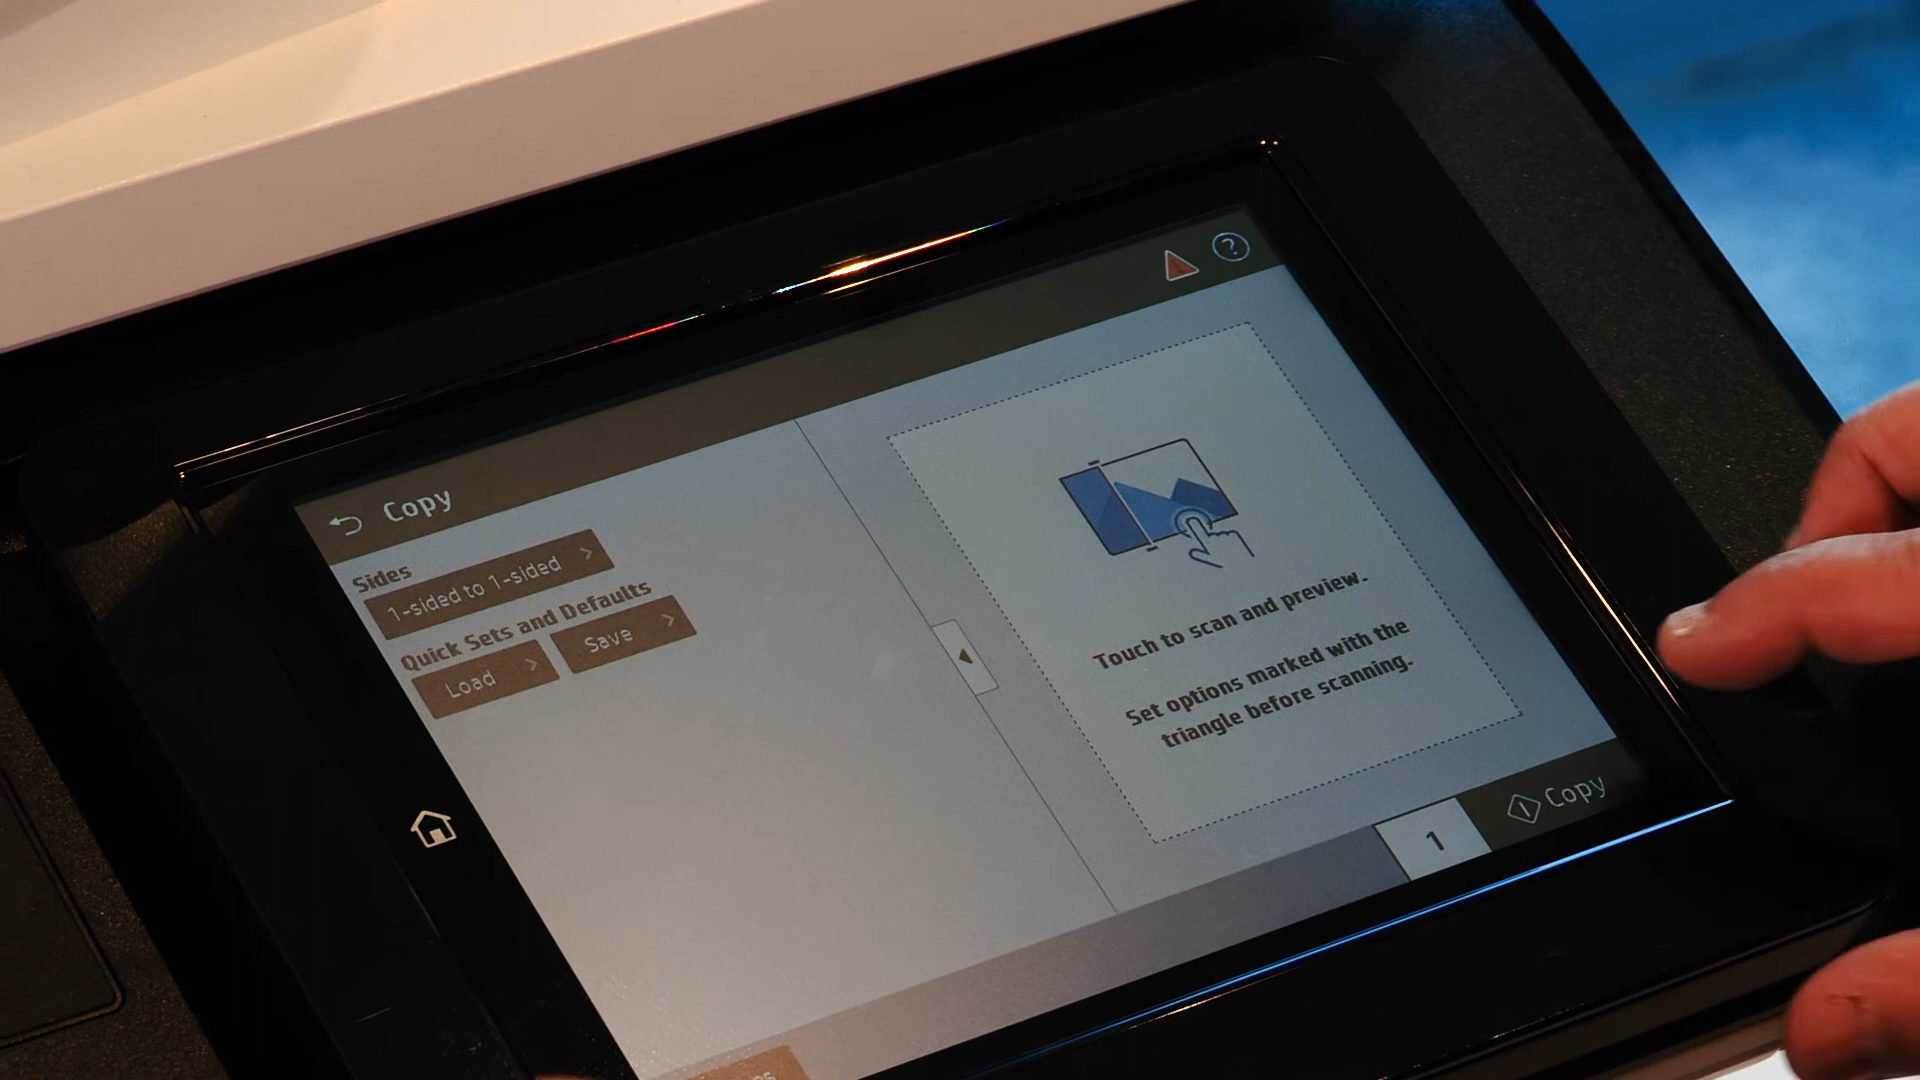 ?
Copy
Sides
1-sided to 1-sided
Quick Sets and Defaults
Load
Save
Touch to scan and preview.
Set options marked with the
triangle before scanning.
1
Copy